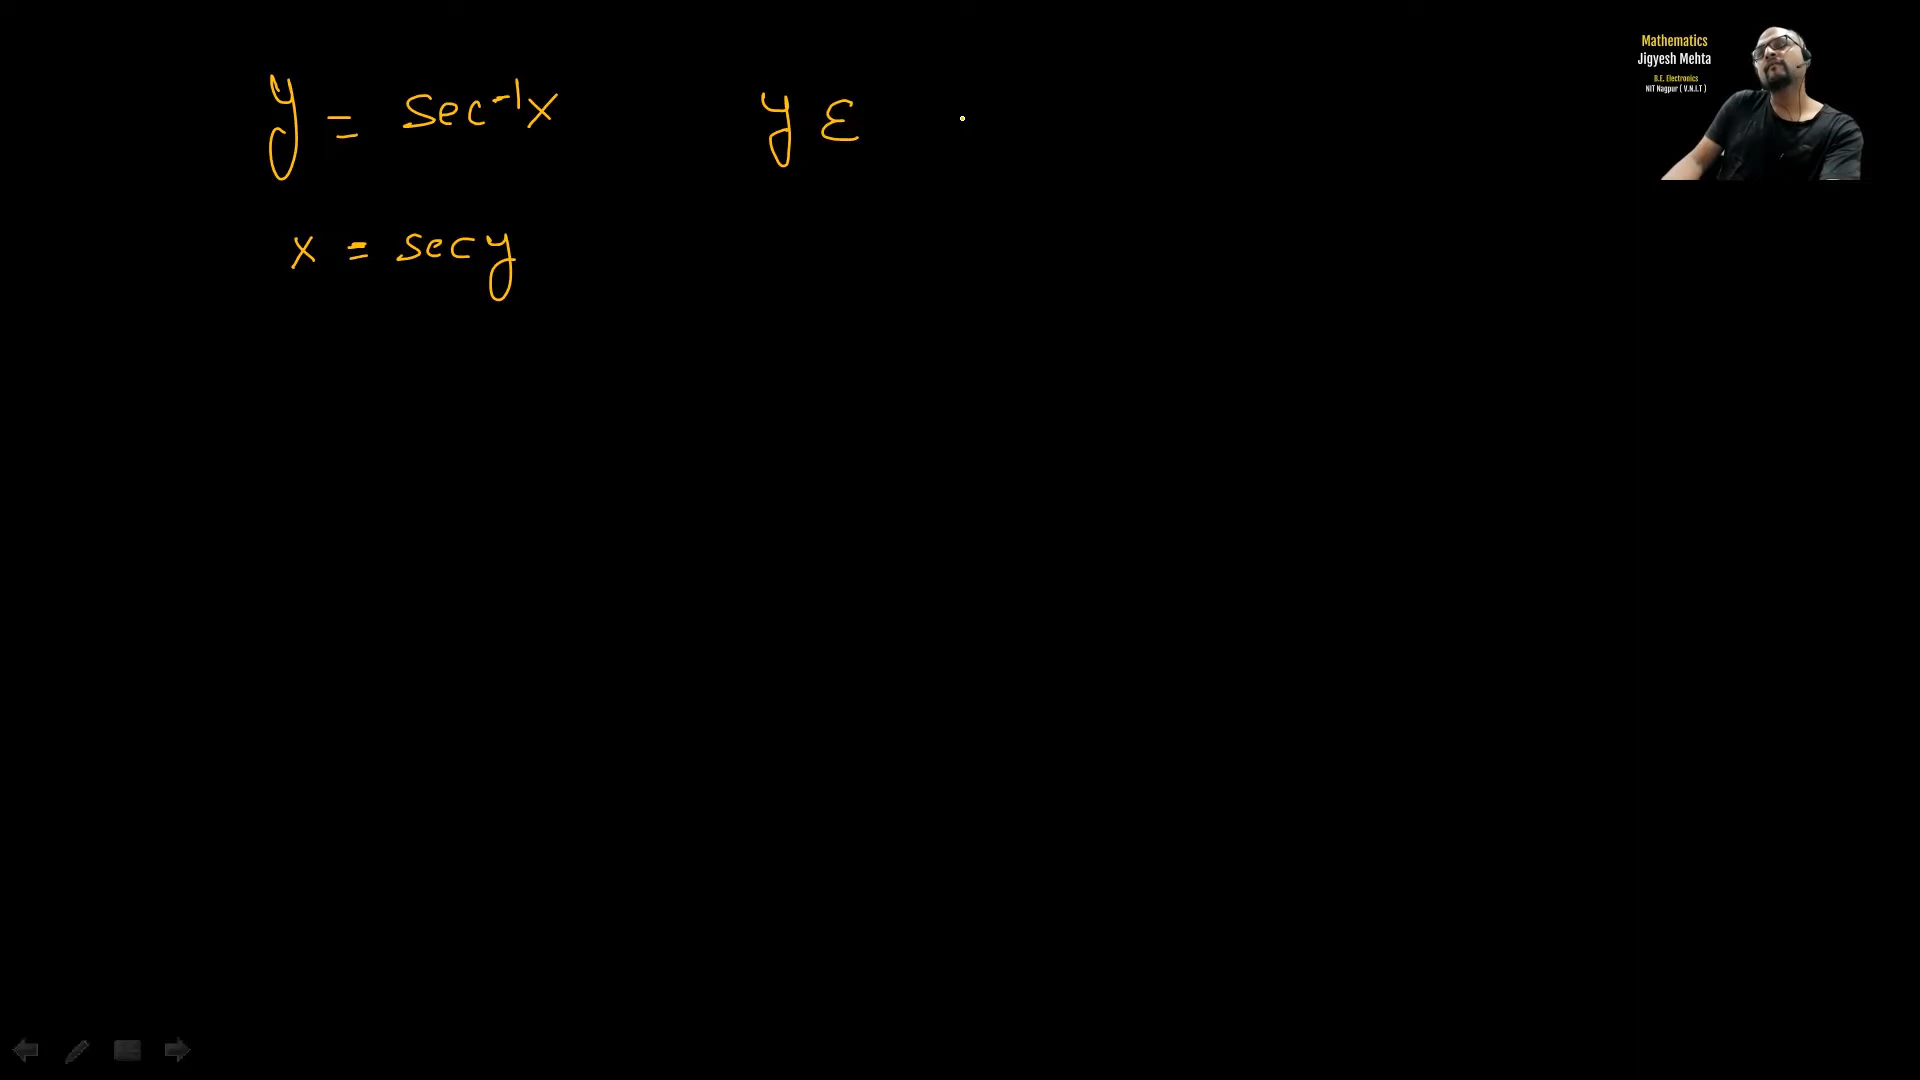 y = sec⁻¹x
y ∈
x = sec y
Mathematics
Jigyesh Mehta
B.E. Electronics
NIT Nagpur ( V.N.I.T )